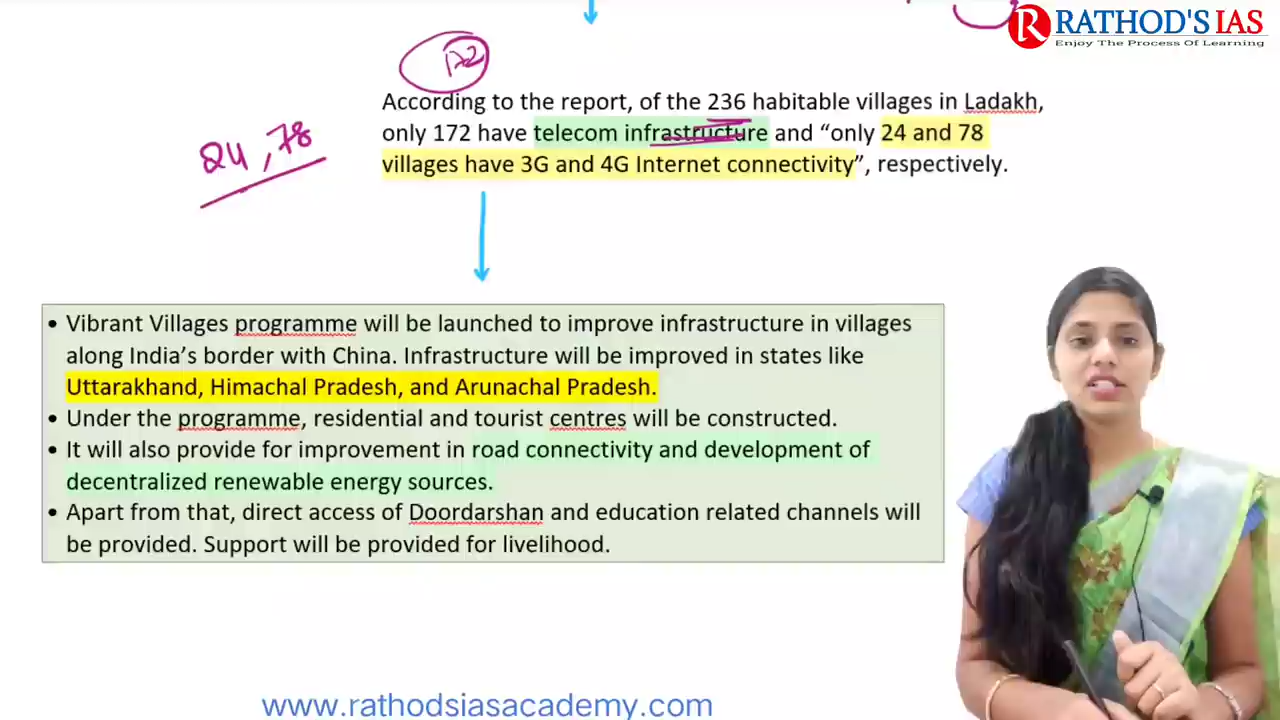 RATHOD'S IAS
Enjoy The Process Of Learning
172
According to the report, of the 236 habitable villages in Ladakh,
only 172 have telecom infrastructure and “only 24 and 78
villages have 3G and 4G Internet connectivity”, respectively.
24, 78
• Vibrant Villages programme will be launched to improve infrastructure in villages
along India’s border with China. Infrastructure will be improved in states like
Uttarakhand, Himachal Pradesh, and Arunachal Pradesh.
• Under the programme, residential and tourist centres will be constructed.
• It will also provide for improvement in road connectivity and development of
decentralized renewable energy sources.
• Apart from that, direct access of Doordarshan and education related channels will
be provided. Support will be provided for livelihood.
www.rathodsiasacademy.com